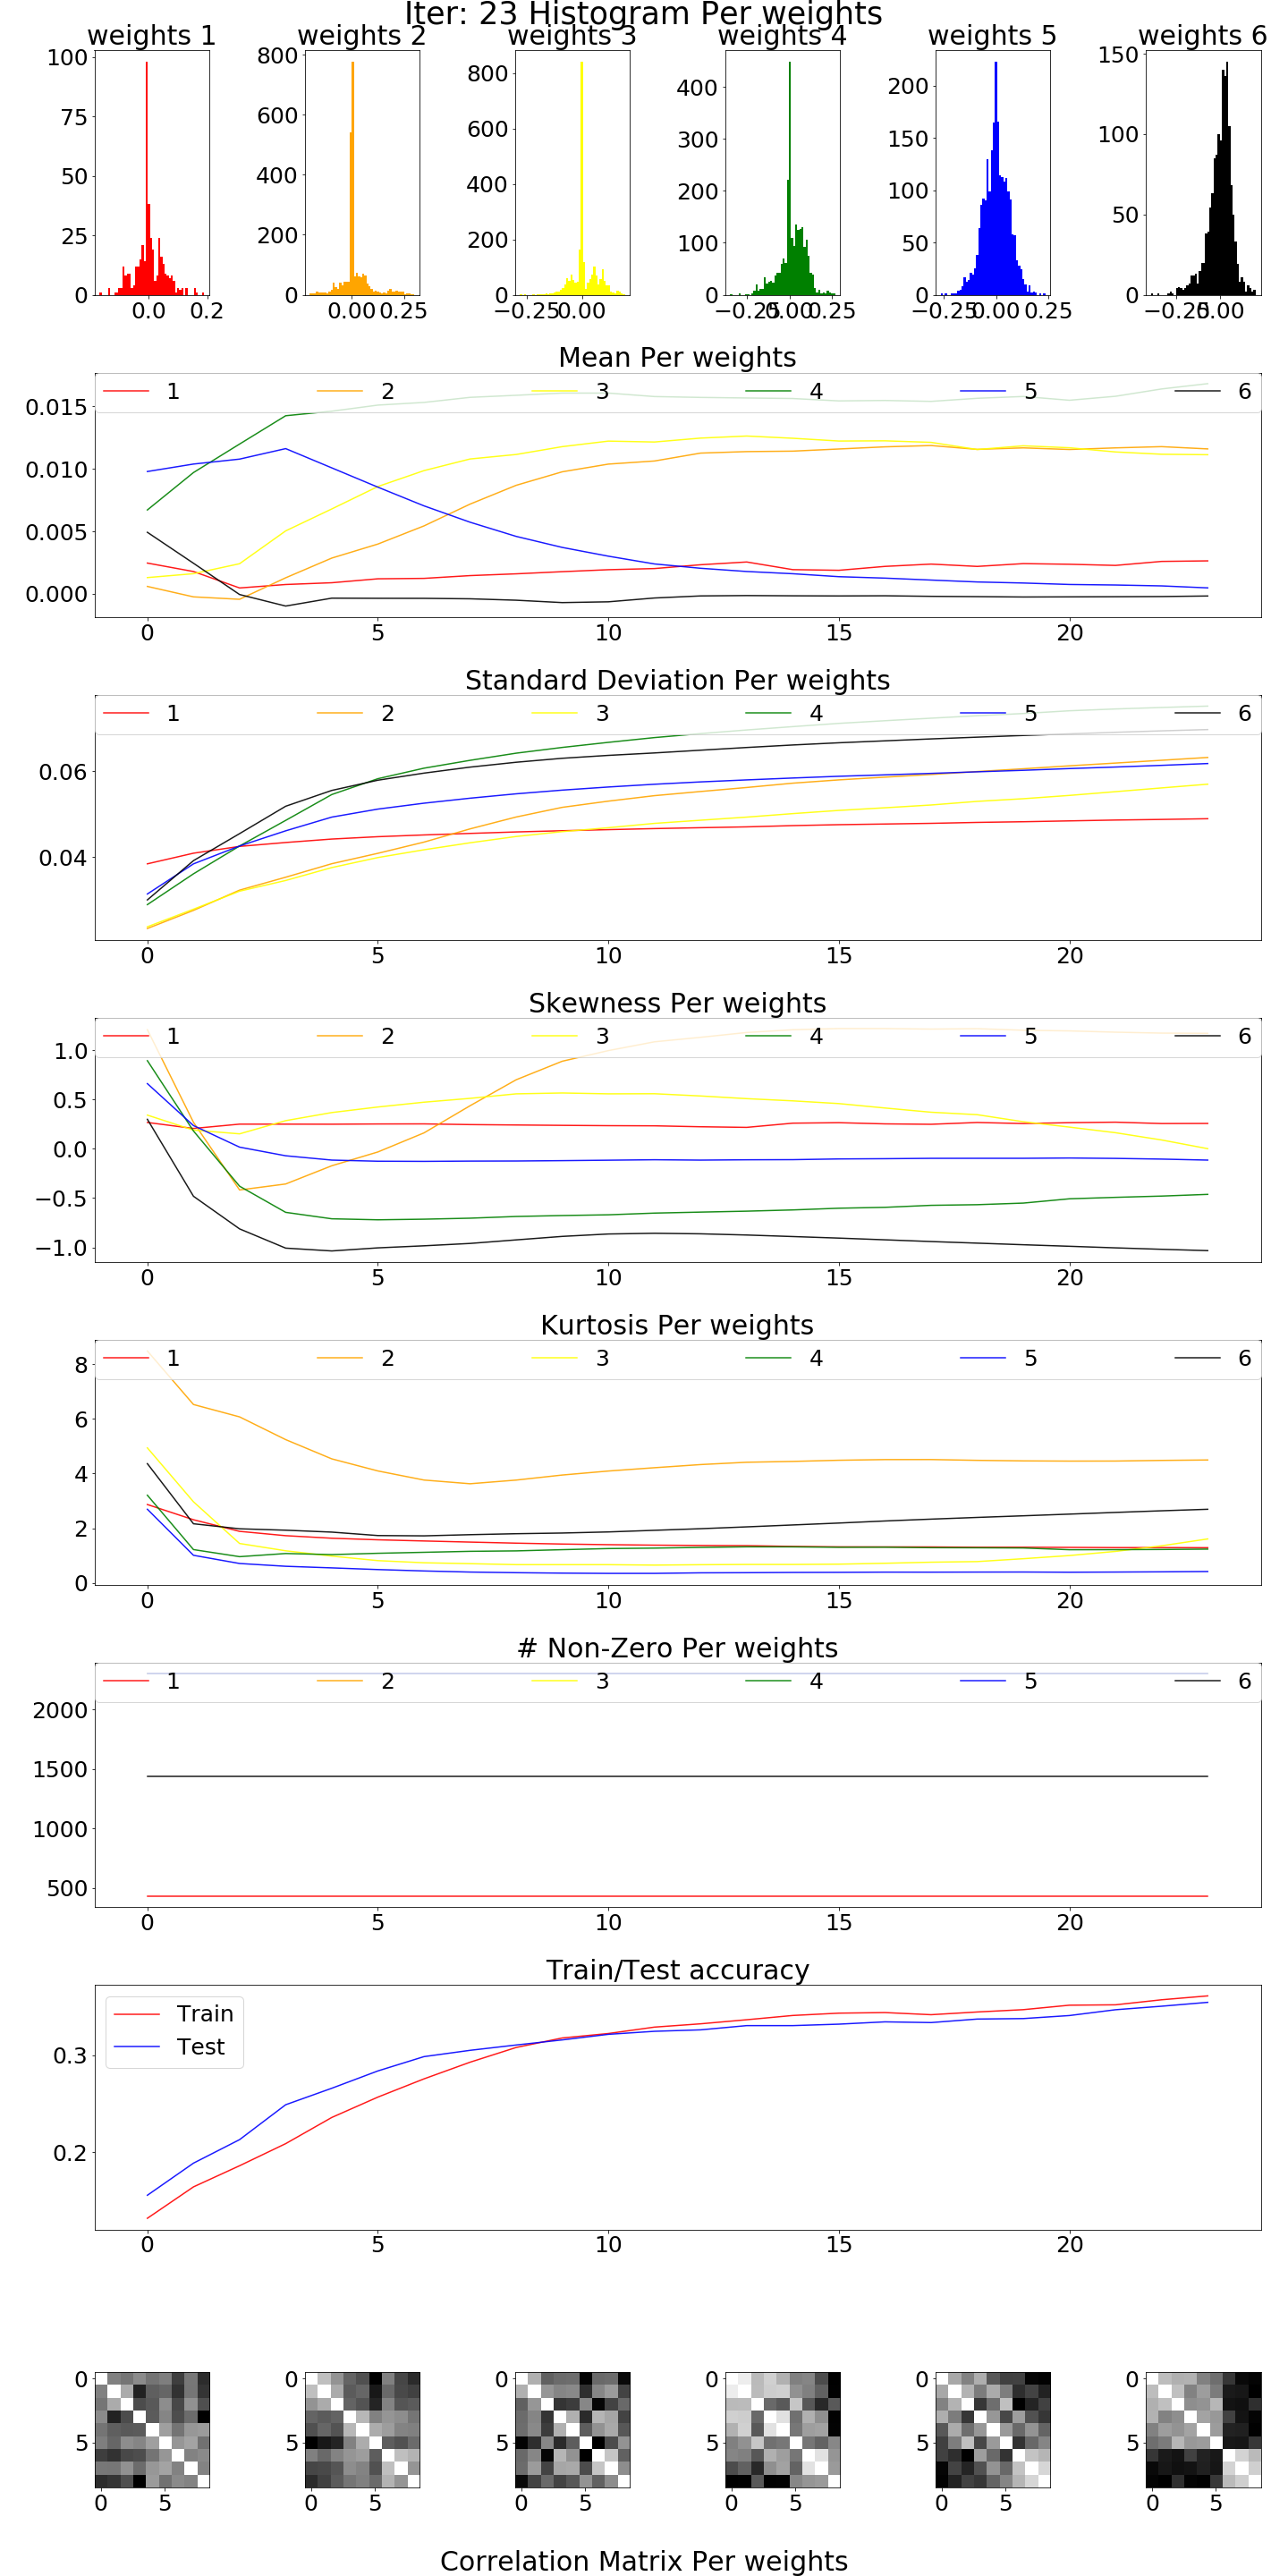 Iter: 23 Histogram Per weights
weights 1 weights 2 weights 3 weights 4 weights 5 weights 6
100 75 50 25 0
0.0 0.2
800 600 400 200 0
0.00 0.25
800 600 400 200 0
−0.25 0.00
400 300 200 100 0
−0.25 0.00 0.25
200 150 100 50 0
−0.25 0.00 0.25
150 100 50 0
−0.25 0.00
Mean Per weights
1 2 3 4 5 6
0.015
0.010
0.005
0.000
0 5 10 15 20
Standard Deviation Per weights
1 2 3 4 5 6
0.06
0.04
0 5 10 15 20
Skewness Per weights
1 2 3 4 5 6
1.0
0.5
0.0
−0.5
−1.0
0 5 10 15 20
Kurtosis Per weights
1 2 3 4 5 6
8
6
4
2
0
0 5 10 15 20
# Non-Zero Per weights
1 2 3 4 5 6
2000
1500
1000
500
0 5 10 15 20
Train/Test accuracy
Train
Test
0.3
0.2
0 5 10 15 20
0 0 0 0 0 0
5 5 5 5 5 5
0 5 0 5 0 5 0 5 0 5 0 5
Correlation Matrix Per weights